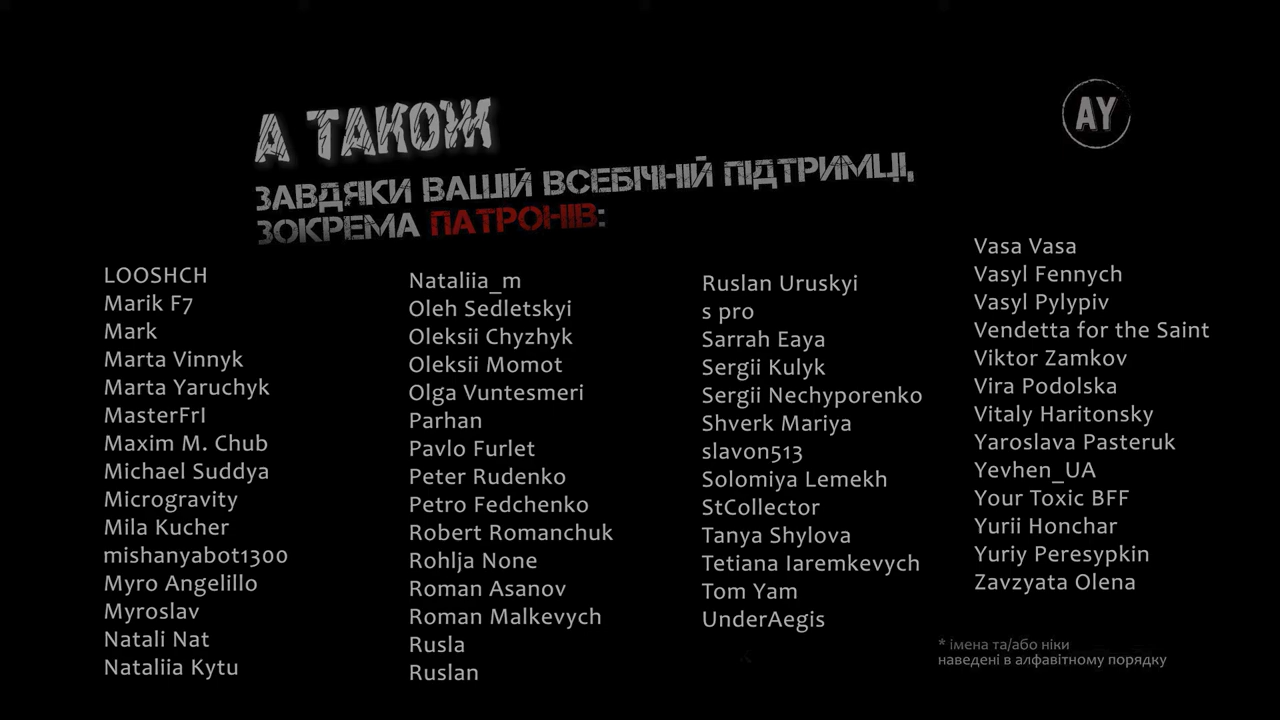 А ТАКОЖ
ЗАВДЯКИ ВАШІЙ ВСЕБІЧНІЙ ПІДТРИМЦІ,
ЗОКРЕМА ПАТРОНІВ:
AY
LOOSHCH
Marik F7
Mark
Marta Vinnyk
Marta Yaruchyk
MasterFrI
Maxim M. Chub
Michael Suddya
Microgravity
Mila Kucher
mishanyabot1300
Myro Angelillo
Myroslav
Natali Nat
Nataliia Kytu
Nataliia_m
Oleh Sedletskyi
Oleksii Chyzhyk
Oleksii Momot
Olga Vuntesmeri
Parhan
Pavlo Furlet
Peter Rudenko
Petro Fedchenko
Robert Romanchuk
Rohlja None
Roman Asanov
Roman Malkevych
Rusla
Ruslan
Ruslan Uruskyi
s pro
Sarrah Eaya
Sergii Kulyk
Sergii Nechyporenko
Shverk Mariya
slavon513
Solomiya Lemekh
StCollector
Tanya Shylova
Tetiana Iaremkevych
Tom Yam
UnderAegis
Vasa Vasa
Vasyl Fennych
Vasyl Pylypiv
Vendetta for the Saint
Viktor Zamkov
Vira Podolska
Vitaly Haritonsky
Yaroslava Pasteruk
Yevhen_UA
Your Toxic BFF
Yurii Honchar
Yuriy Peresypkin
Zavzyata Olena
* імена та/або ніки
наведені в алфавітному порядку